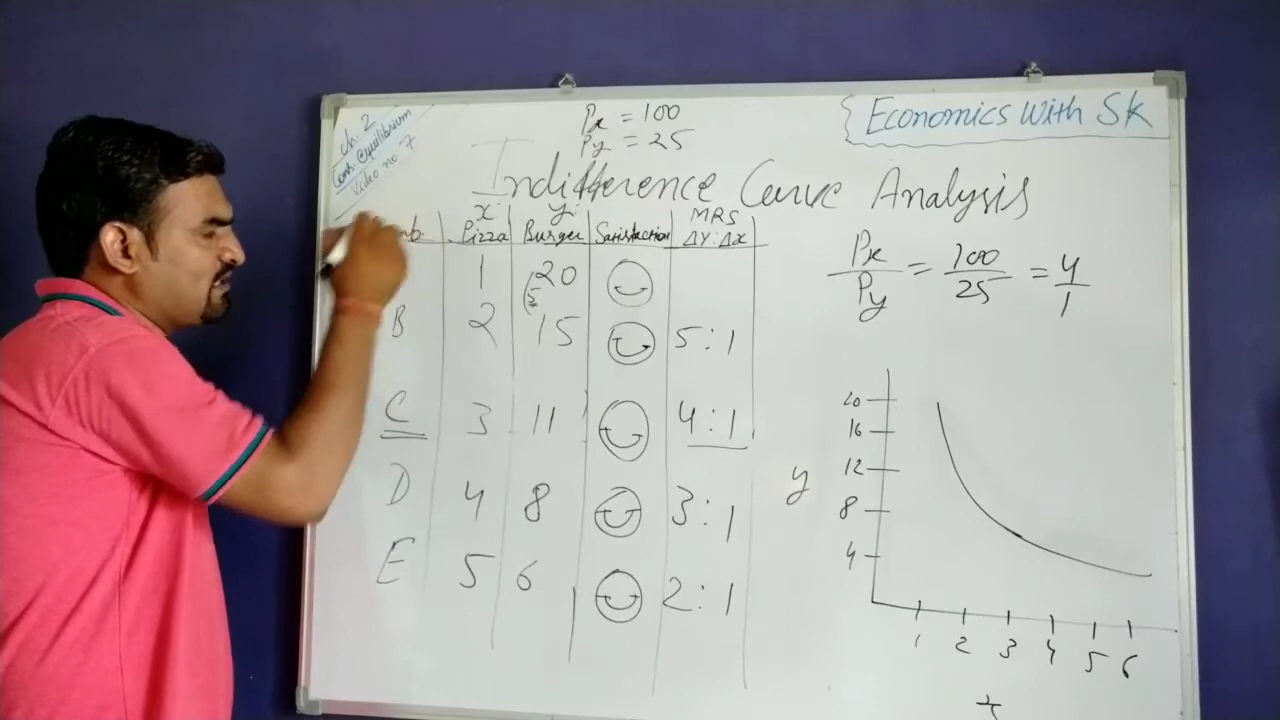 Ch. 2
Cons. Equilibrium
Video no 7
Px = 100
Py = 25
Economics With Sk
Indifference Curve Analysis
x y MRS
Pizza Burger Satisfaction ΔY:Δx
1 20
5
B 2 15 5:1
C 3 11 4:1
D 4 8 3:1
E 5 6 2:1
Px/Py = 100/25 = 4/1
20
16
12
8
4
y
1 2 3 4 5 6
x